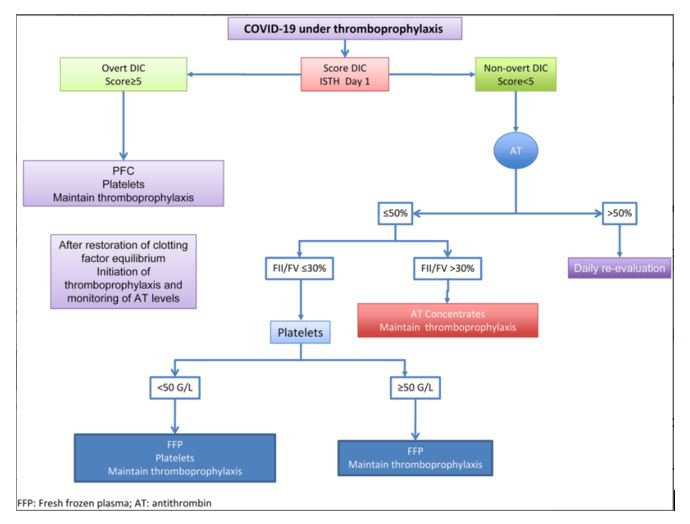 COVID-19 under thromboprophylaxis
Overt DIC
Score≥5
Score DIC
ISTH Day 1
Non-overt DIC
Score<5
AT
PFC
Platelets
Maintain thromboprophylaxis
≤50%
>50%
After restoration of clotting
factor equilibrium
Initiation of
thromboprophylaxis and
monitoring of AT levels
FII/FV ≤30%
FII/FV >30%
Daily re-evaluation
AT Concentrates
Maintain thromboprophylaxis
Platelets
<50 G/L
≥50 G/L
FFP
Platelets
Maintain thromboprophylaxis
FFP
Maintain thromboprophylaxis
FFP: Fresh frozen plasma; AT: antithrombin